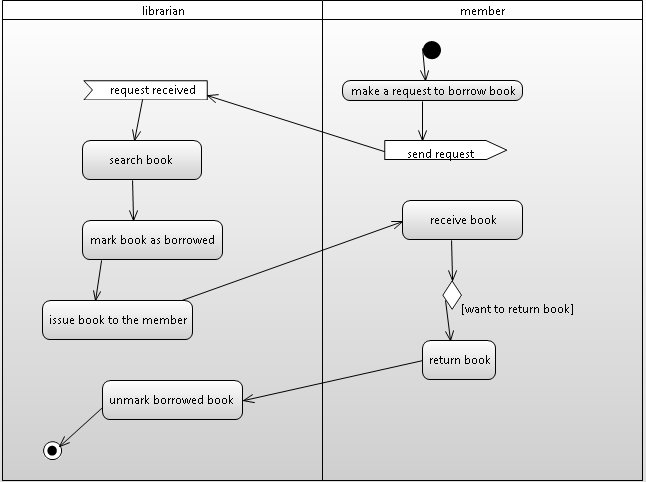 librarian
member
make a request to borrow book
send request
request received
search book
mark book as borrowed
issue book to the member
receive book
[want to return book]
return book
unmark borrowed book